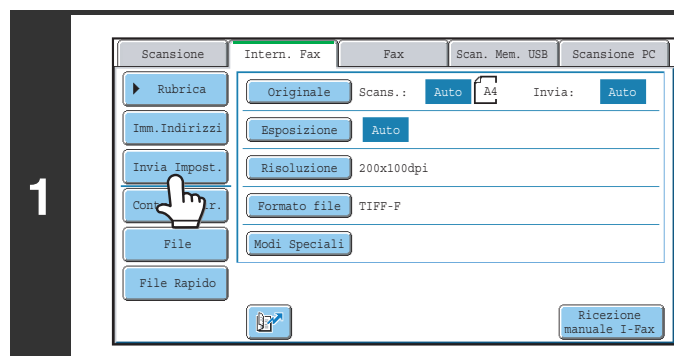 1
Scansione Intern. Fax Fax Scan. Mem. USB Scansione PC
Rubrica Originale Scans.: Auto A4 Invia: Auto
Imm.Indirizzi Esposizione Auto
Invia Impost. Risoluzione 200x100dpi
Formato file TIFF-F
File Modi Speciali
File Rapido
Ricezione
manuale I-Fax